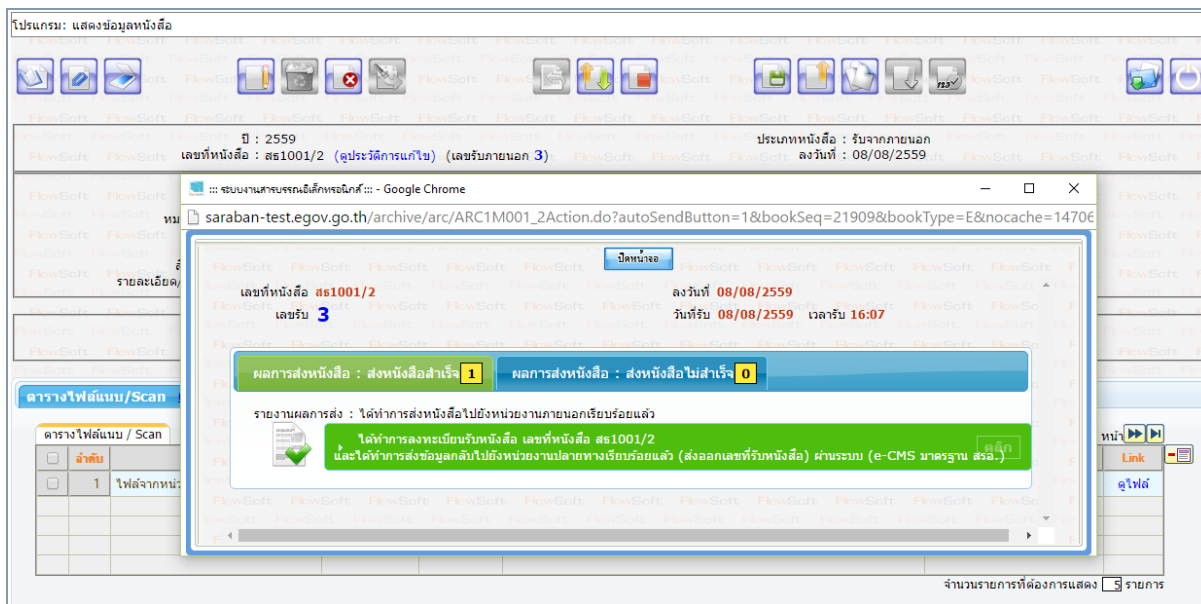 โปรแกรม: แสดงข้อมูลหนังสือ
ปี : 2559
ประเภทหนังสือ : รับจากภายนอก
เลขที่หนังสือ : สธ1001/2 (ดูประวัติการแก้ไข) (เลขรับภายนอก 3)
ลงวันที่ : 08/08/2559
::: ระบบงานสารบรรณอิเล็กทรอนิกส์ ::: - Google Chrome
saraban-test.egov.go.th/archive/arc/ARC1M001_2Action.do?autoSendButton=1&bookSeq=21909&bookType=E&nocache=14706
หมา
รายละเอียด/
ปิดหน้าจอ
เลขที่หนังสือ สธ1001/2
ลงวันที่ 08/08/2559
เลขรับ 3
วันที่รับ 08/08/2559 เวลารับ 16:07
ผลการส่งหนังสือ : ส่งหนังสือสำเร็จ 1
ผลการส่งหนังสือ : ส่งหนังสือไม่สำเร็จ 0
รายงานผลการส่ง : ได้ทำการส่งหนังสือไปยังหน่วยงานภายนอกเรียบร้อยแล้ว
ได้ทำการลงทะเบียนรับหนังสือ เลขที่หนังสือ สธ1001/2
และได้ทำการส่งข้อมูลกลับไปยังหน่วยงานปลายทางเรียบร้อยแล้ว (ส่งออกเลขที่รับหนังสือ) ผ่านระบบ (e-CMS มาตรฐาน สรอ.)
ตารางไฟล์แนบ/Scan
ตารางไฟล์แนบ / Scan
หน้า
ลำดับ
Link
1 ไฟล์จากหน่ว
ดูไฟล์
จำนวนรายการที่ต้องการแสดง 5 รายการ